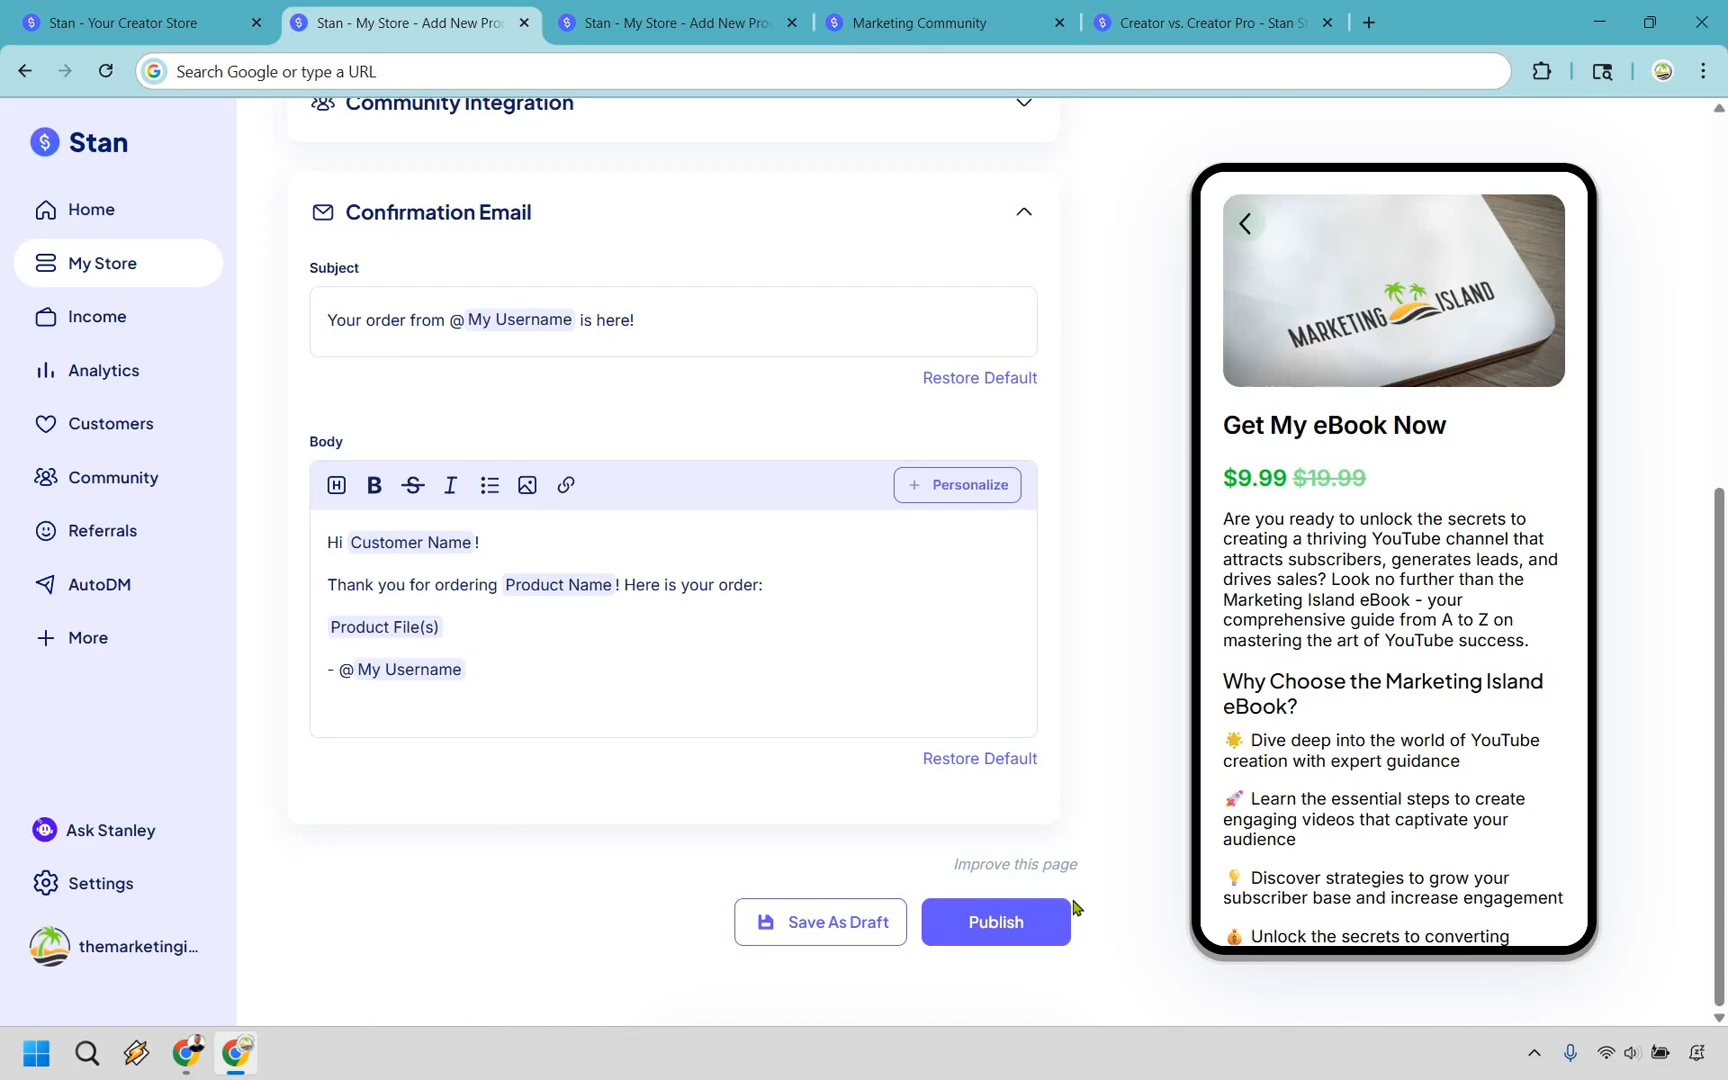 Stan - Your Creator Store
Stan - My Store - Add New Pro
Stan - My Store - Add New Pro
Marketing Community
Creator vs. Creator Pro - Stan S
Search Google or type a URL
Stan
Home
My Store
Income
Analytics
Customers
Community
Referrals
AutoDM
More
Ask Stanley
Settings
themarketingi...
Community Integration
Confirmation Email
Subject
Your order from @ My Username is here!
Restore Default
Body
H B S I
+ Personalize
Hi Customer Name !
Thank you for ordering Product Name ! Here is your order:
Product File(s)
- @ My Username
Restore Default
Improve this page
Save As Draft
Publish
MARKETING ISLAND
Get My eBook Now
$9.99 $19.99
Are you ready to unlock the secrets to
creating a thriving YouTube channel that
attracts subscribers, generates leads, and
drives sales? Look no further than the
Marketing Island eBook - your
comprehensive guide from A to Z on
mastering the art of YouTube success.
Why Choose the Marketing Island
eBook?
🌟 Dive deep into the world of YouTube
creation with expert guidance
🚀 Learn the essential steps to create
engaging videos that captivate your
audience
💡 Discover strategies to grow your
subscriber base and increase engagement
💰 Unlock the secrets to converting